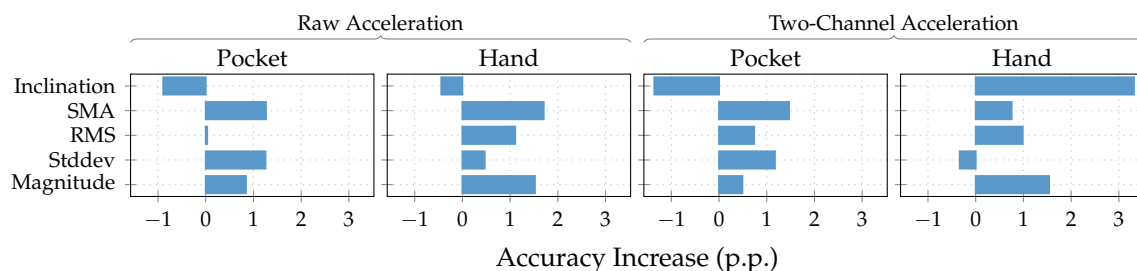 Raw Acceleration
Two-Channel Acceleration
Pocket
Hand
Pocket
Hand
Inclination
SMA
RMS
Stddev
Magnitude
−1 0 1 2 3
−1 0 1 2 3
−1 0 1 2 3
−1 0 1 2 3
Accuracy Increase (p.p.)